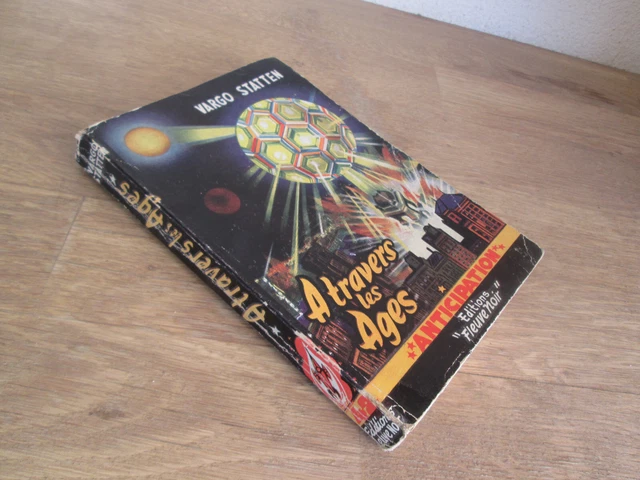 VARGO STATTEN
A travers
les
Ages
ANTICIPATION
Editions
"Fleuve Noir"
A travers les Ages